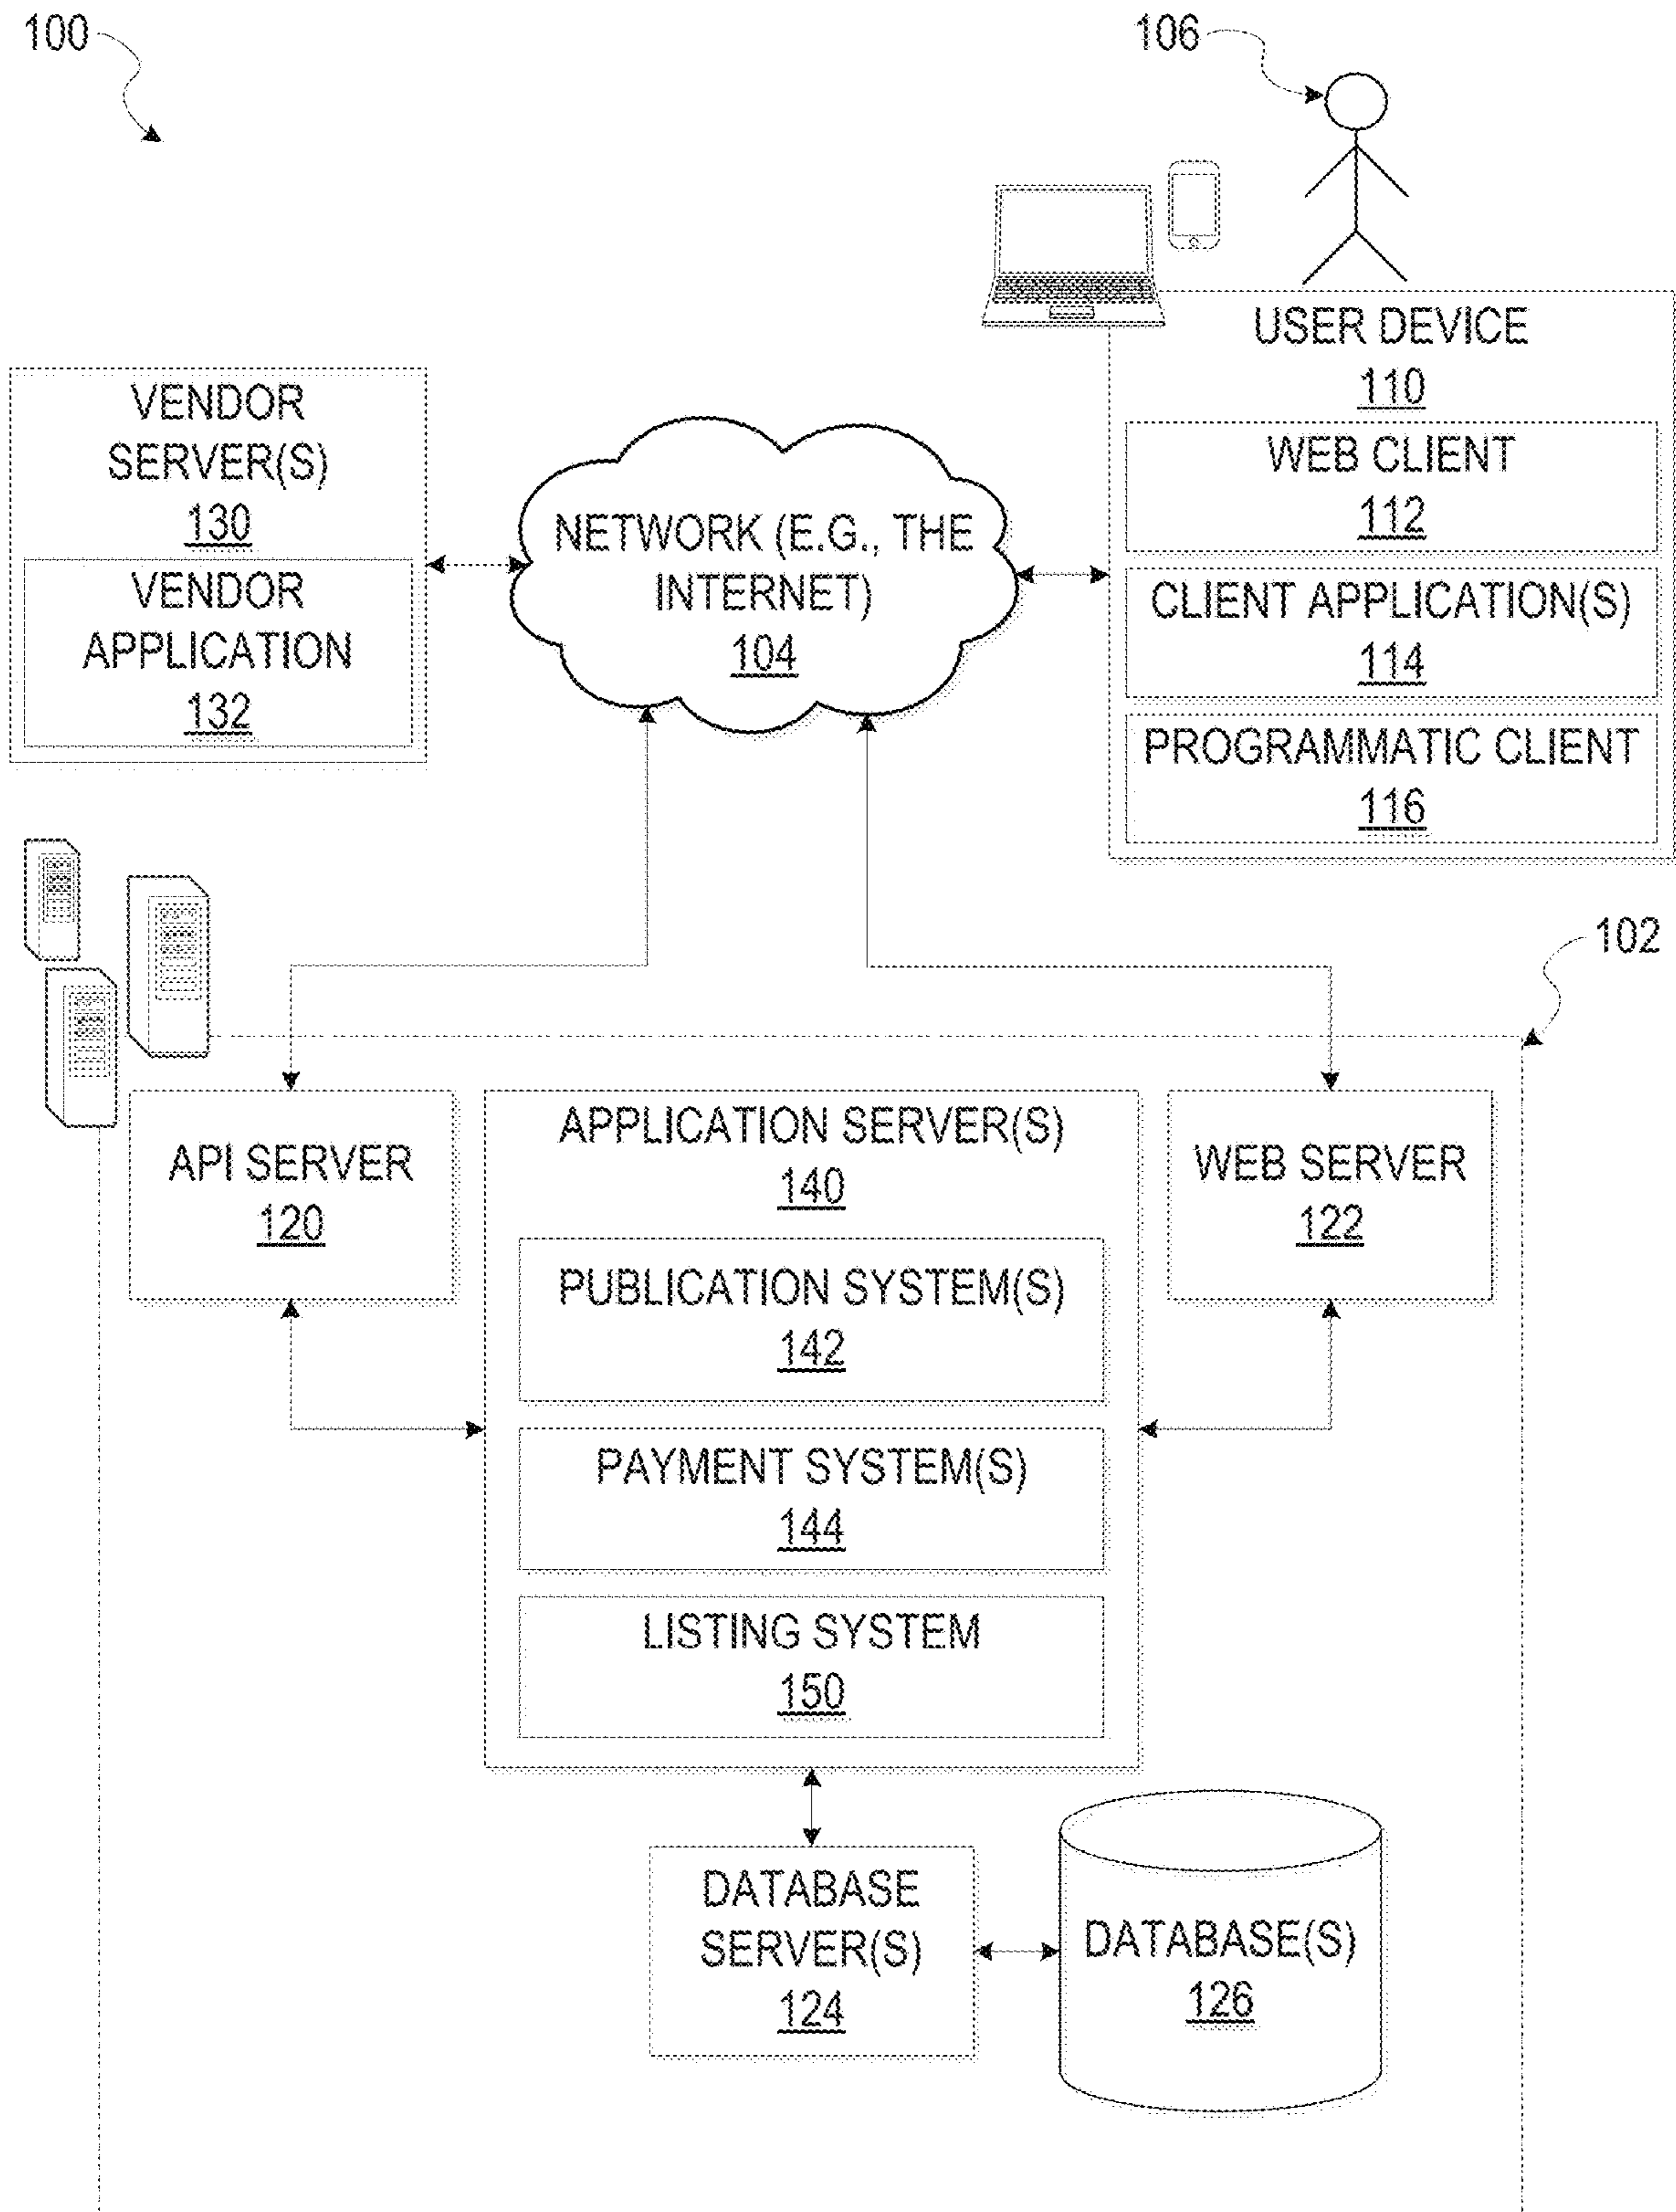 100
106
USER DEVICE
110
WEB CLIENT
112
CLIENT APPLICATION(S)
114
PROGRAMMATIC CLIENT
116
VENDOR
SERVER(S)
130
VENDOR
APPLICATION
132
NETWORK (E.G., THE
INTERNET)
104
102
API SERVER
120
APPLICATION SERVER(S)
140
PUBLICATION SYSTEM(S)
142
PAYMENT SYSTEM(S)
144
LISTING SYSTEM
150
WEB SERVER
122
DATABASE
SERVER(S)
124
DATABASE(S)
126